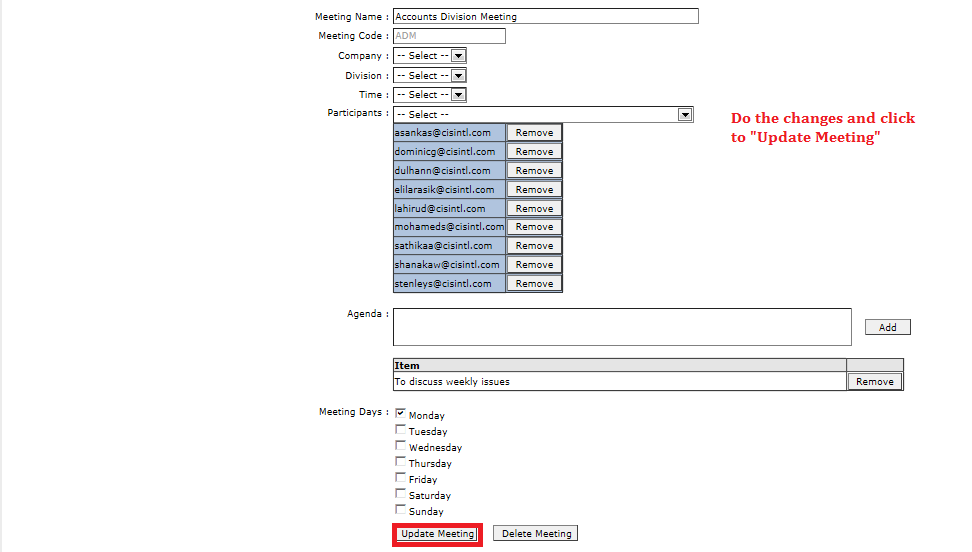 Meeting Name : Accounts Division Meeting
Meeting Code : ADM
Company : -- Select --
Division : -- Select --
Time : -- Select --
Participants : -- Select --
Do the changes and click
to "Update Meeting"
asankas@cisintl.com Remove
dominicg@cisintl.com Remove
dulhann@cisintl.com Remove
elilarasik@cisintl.com Remove
lahirud@cisintl.com Remove
mohameds@cisintl.com Remove
sathikaa@cisintl.com Remove
shanakaw@cisintl.com Remove
stenleys@cisintl.com Remove
Agenda : Add
Item
To discuss weekly issues Remove
Meeting Days : Monday
Tuesday
Wednesday
Thursday
Friday
Saturday
Sunday
Update Meeting Delete Meeting